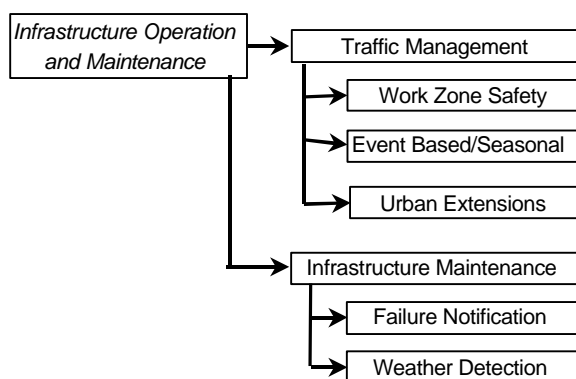 Infrastructure Operation
and Maintenance
Traffic Management
Work Zone Safety
Event Based/Seasonal
Urban Extensions
Infrastructure Maintenance
Failure Notification
Weather Detection